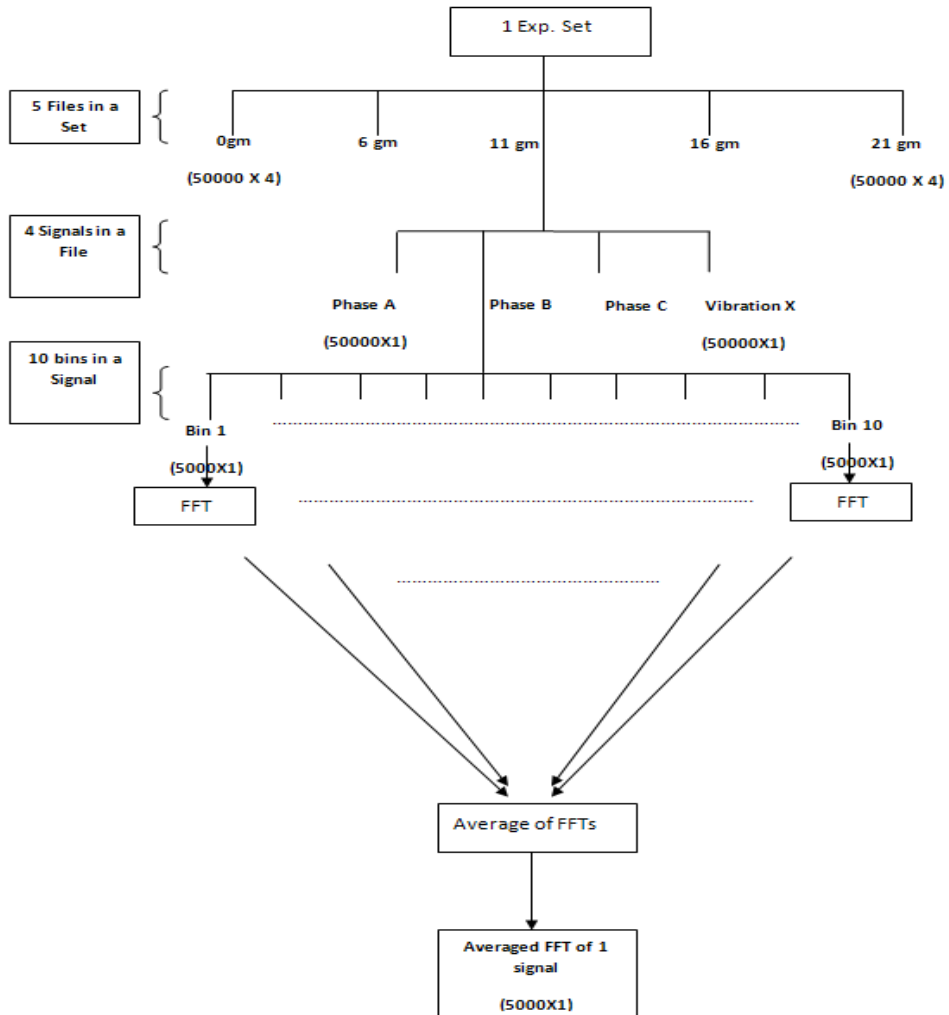 1 Exp. Set
5 Files in a
Set
0gm
6 gm
11 gm
16 gm
21 gm
(50000 X 4)
(50000 X 4)
4 Signals in a
File
Phase A
Phase B
Phase C
Vibration X
(50000X1)
(50000X1)
10 bins in a
Signal
Bin 1
Bin 10
(5000X1)
(5000X1)
FFT
FFT
Average of FFTs
Averaged FFT of 1
signal
(5000X1)